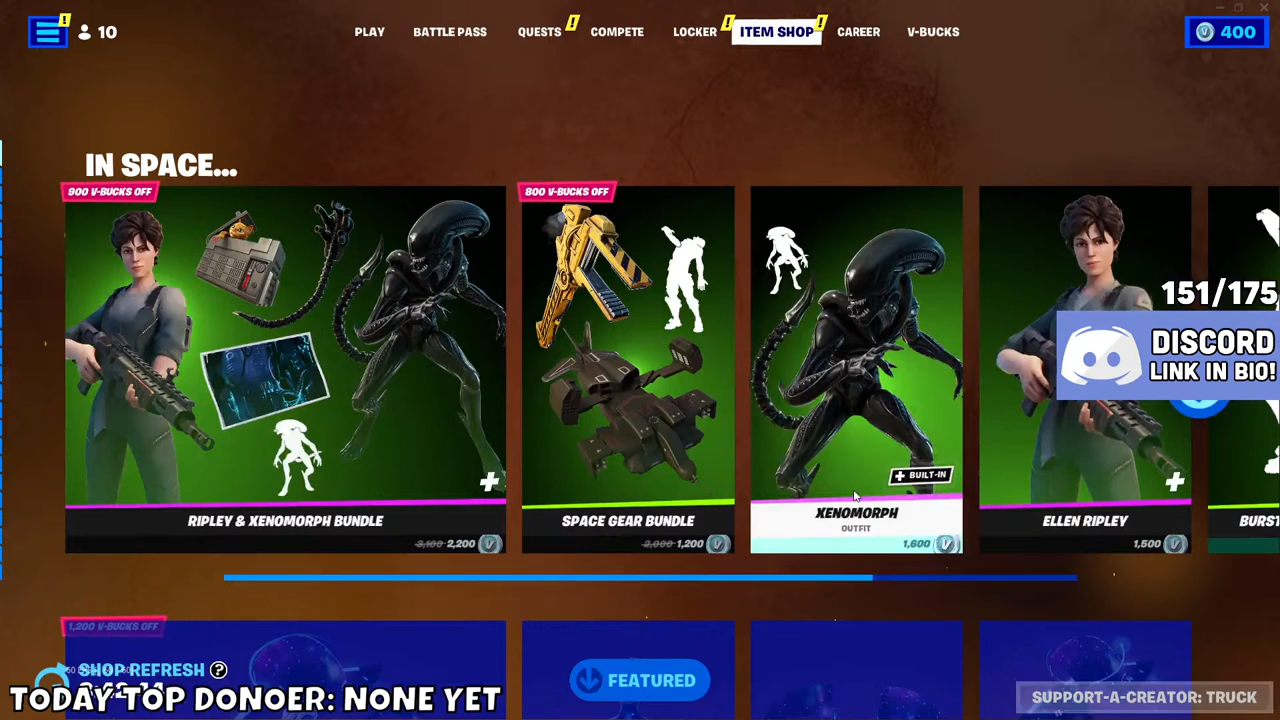 10
PLAY
BATTLE PASS
QUESTS
COMPETE
LOCKER
ITEM SHOP
CAREER
V-BUCKS
400
IN SPACE...
900 V-BUCKS OFF
800 V-BUCKS OFF
151/175
DISCORD
LINK IN BIO!
+ BUILT-IN
RIPLEY & XENOMORPH BUNDLE
3,100 2,200
SPACE GEAR BUNDLE
2,000 1,200
XENOMORPH
OUTFIT
1,600
ELLEN RIPLEY
1,500
BURST
1,200 V-BUCKS OFF
SHOP REFRESH ?
FEATURED
TODAY TOP DONOER: NONE YET
SUPPORT-A-CREATOR: TRUCK